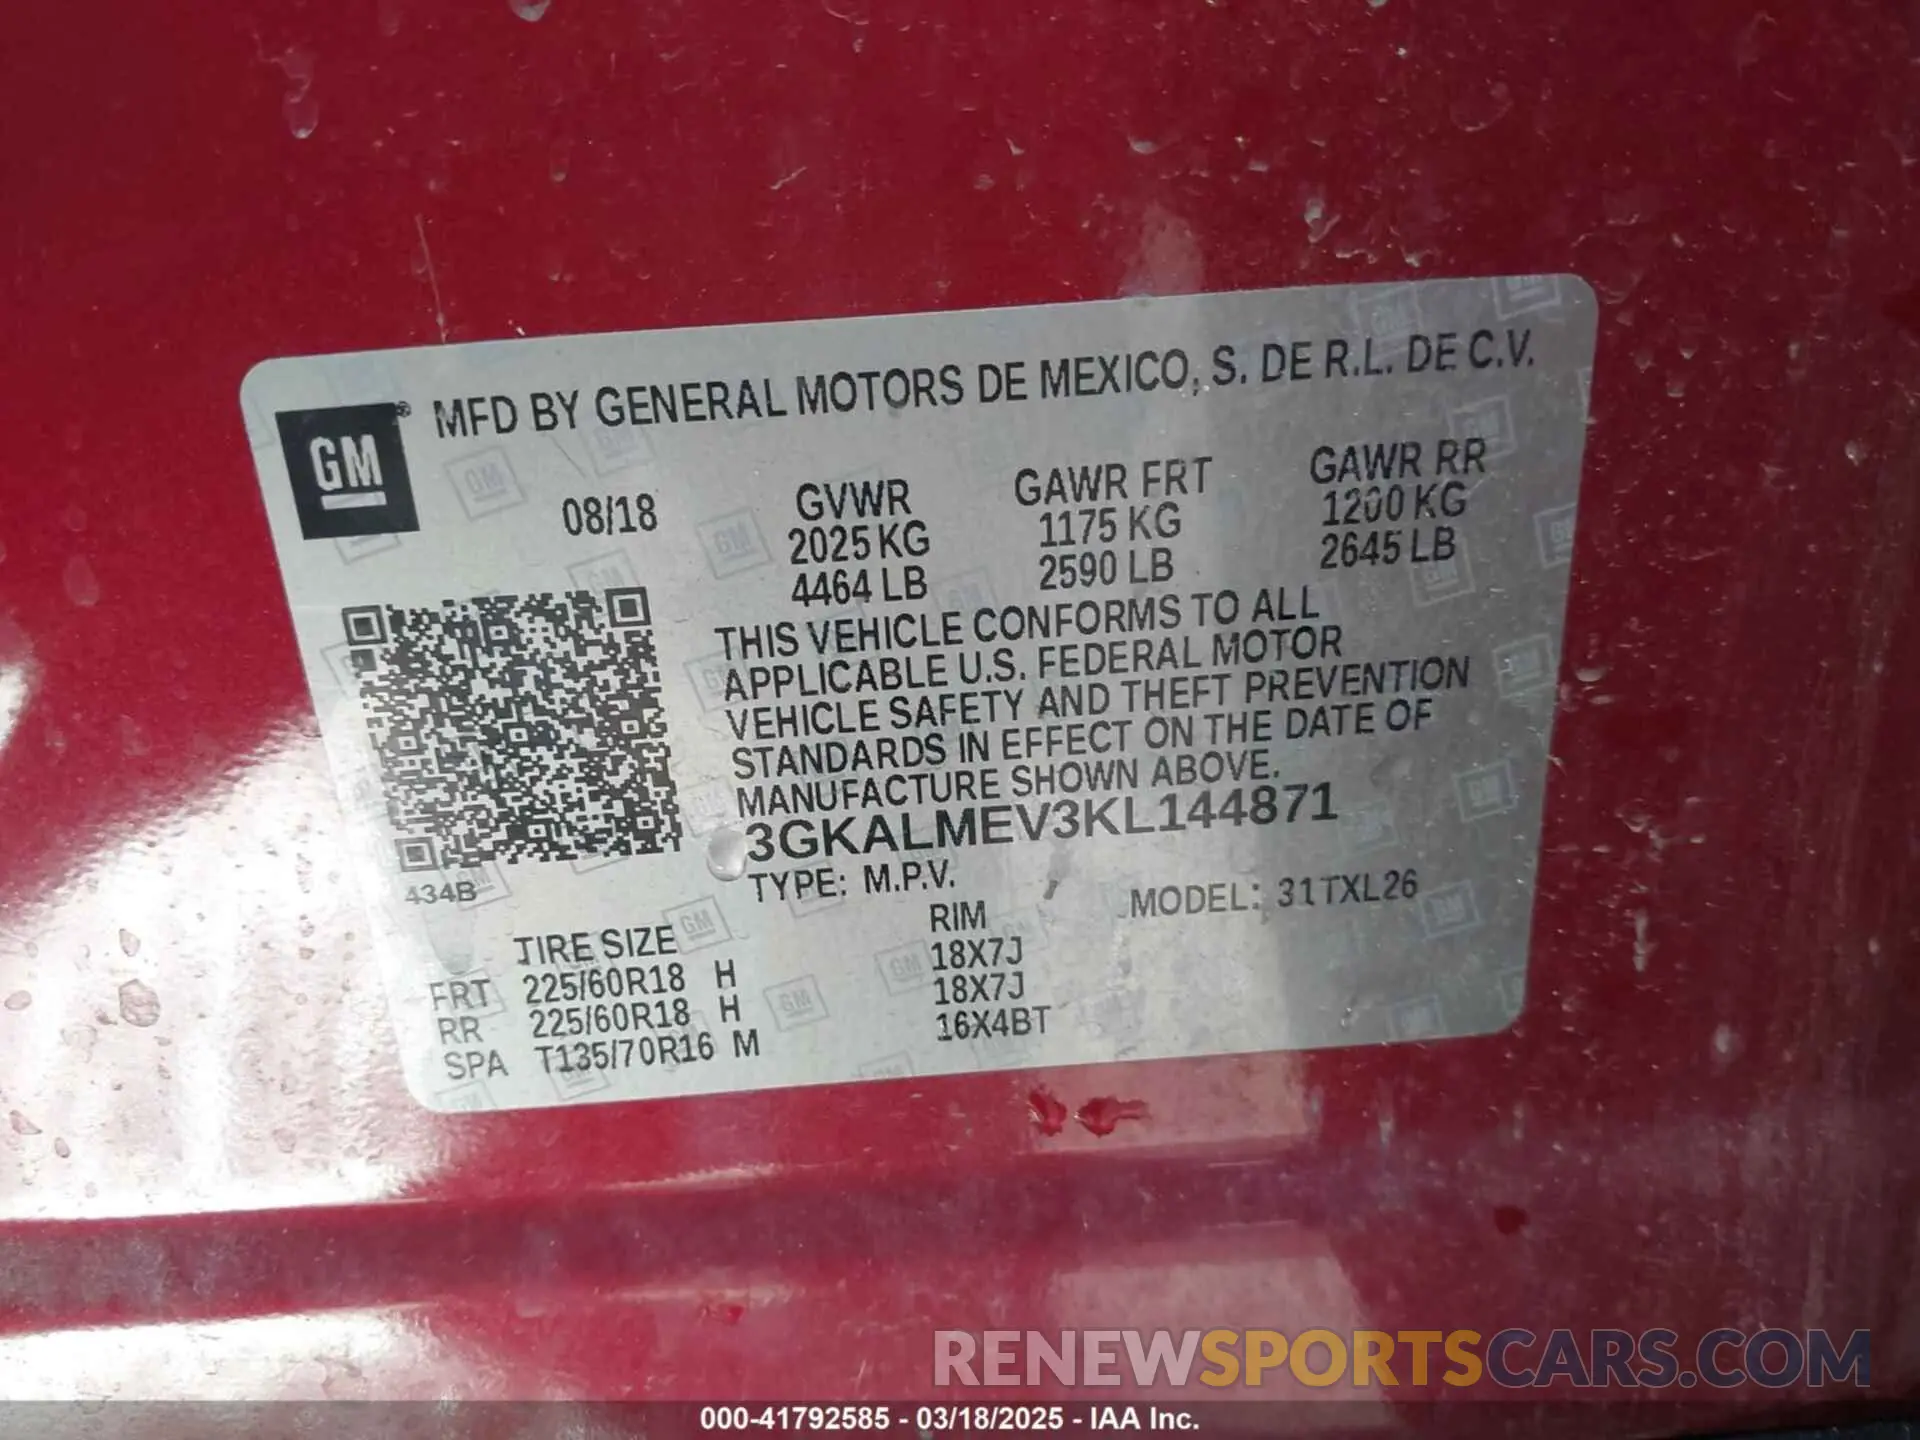 GM ® MFD BY GENERAL MOTORS DE MEXICO, S. DE R.L. DE C.V.
08/18 GVWR GAWR FRT GAWR RR
2025 KG 1175 KG 1200 KG
4464 LB 2590 LB 2645 LB
THIS VEHICLE CONFORMS TO ALL
APPLICABLE U.S. FEDERAL MOTOR
VEHICLE SAFETY AND THEFT PREVENTION
STANDARDS IN EFFECT ON THE DATE OF
MANUFACTURE SHOWN ABOVE.
3GKALMEV3KL144871
434B TYPE: M.P.V. MODEL: 31TXL26
TIRE SIZE RIM
FRT 225/60R18 H 18X7J
RR 225/60R18 H 18X7J
SPA T135/70R16 M 16X4BT
RENEWSPORTSCARS.COM
000-41792585 - 03/18/2025 - IAA Inc.